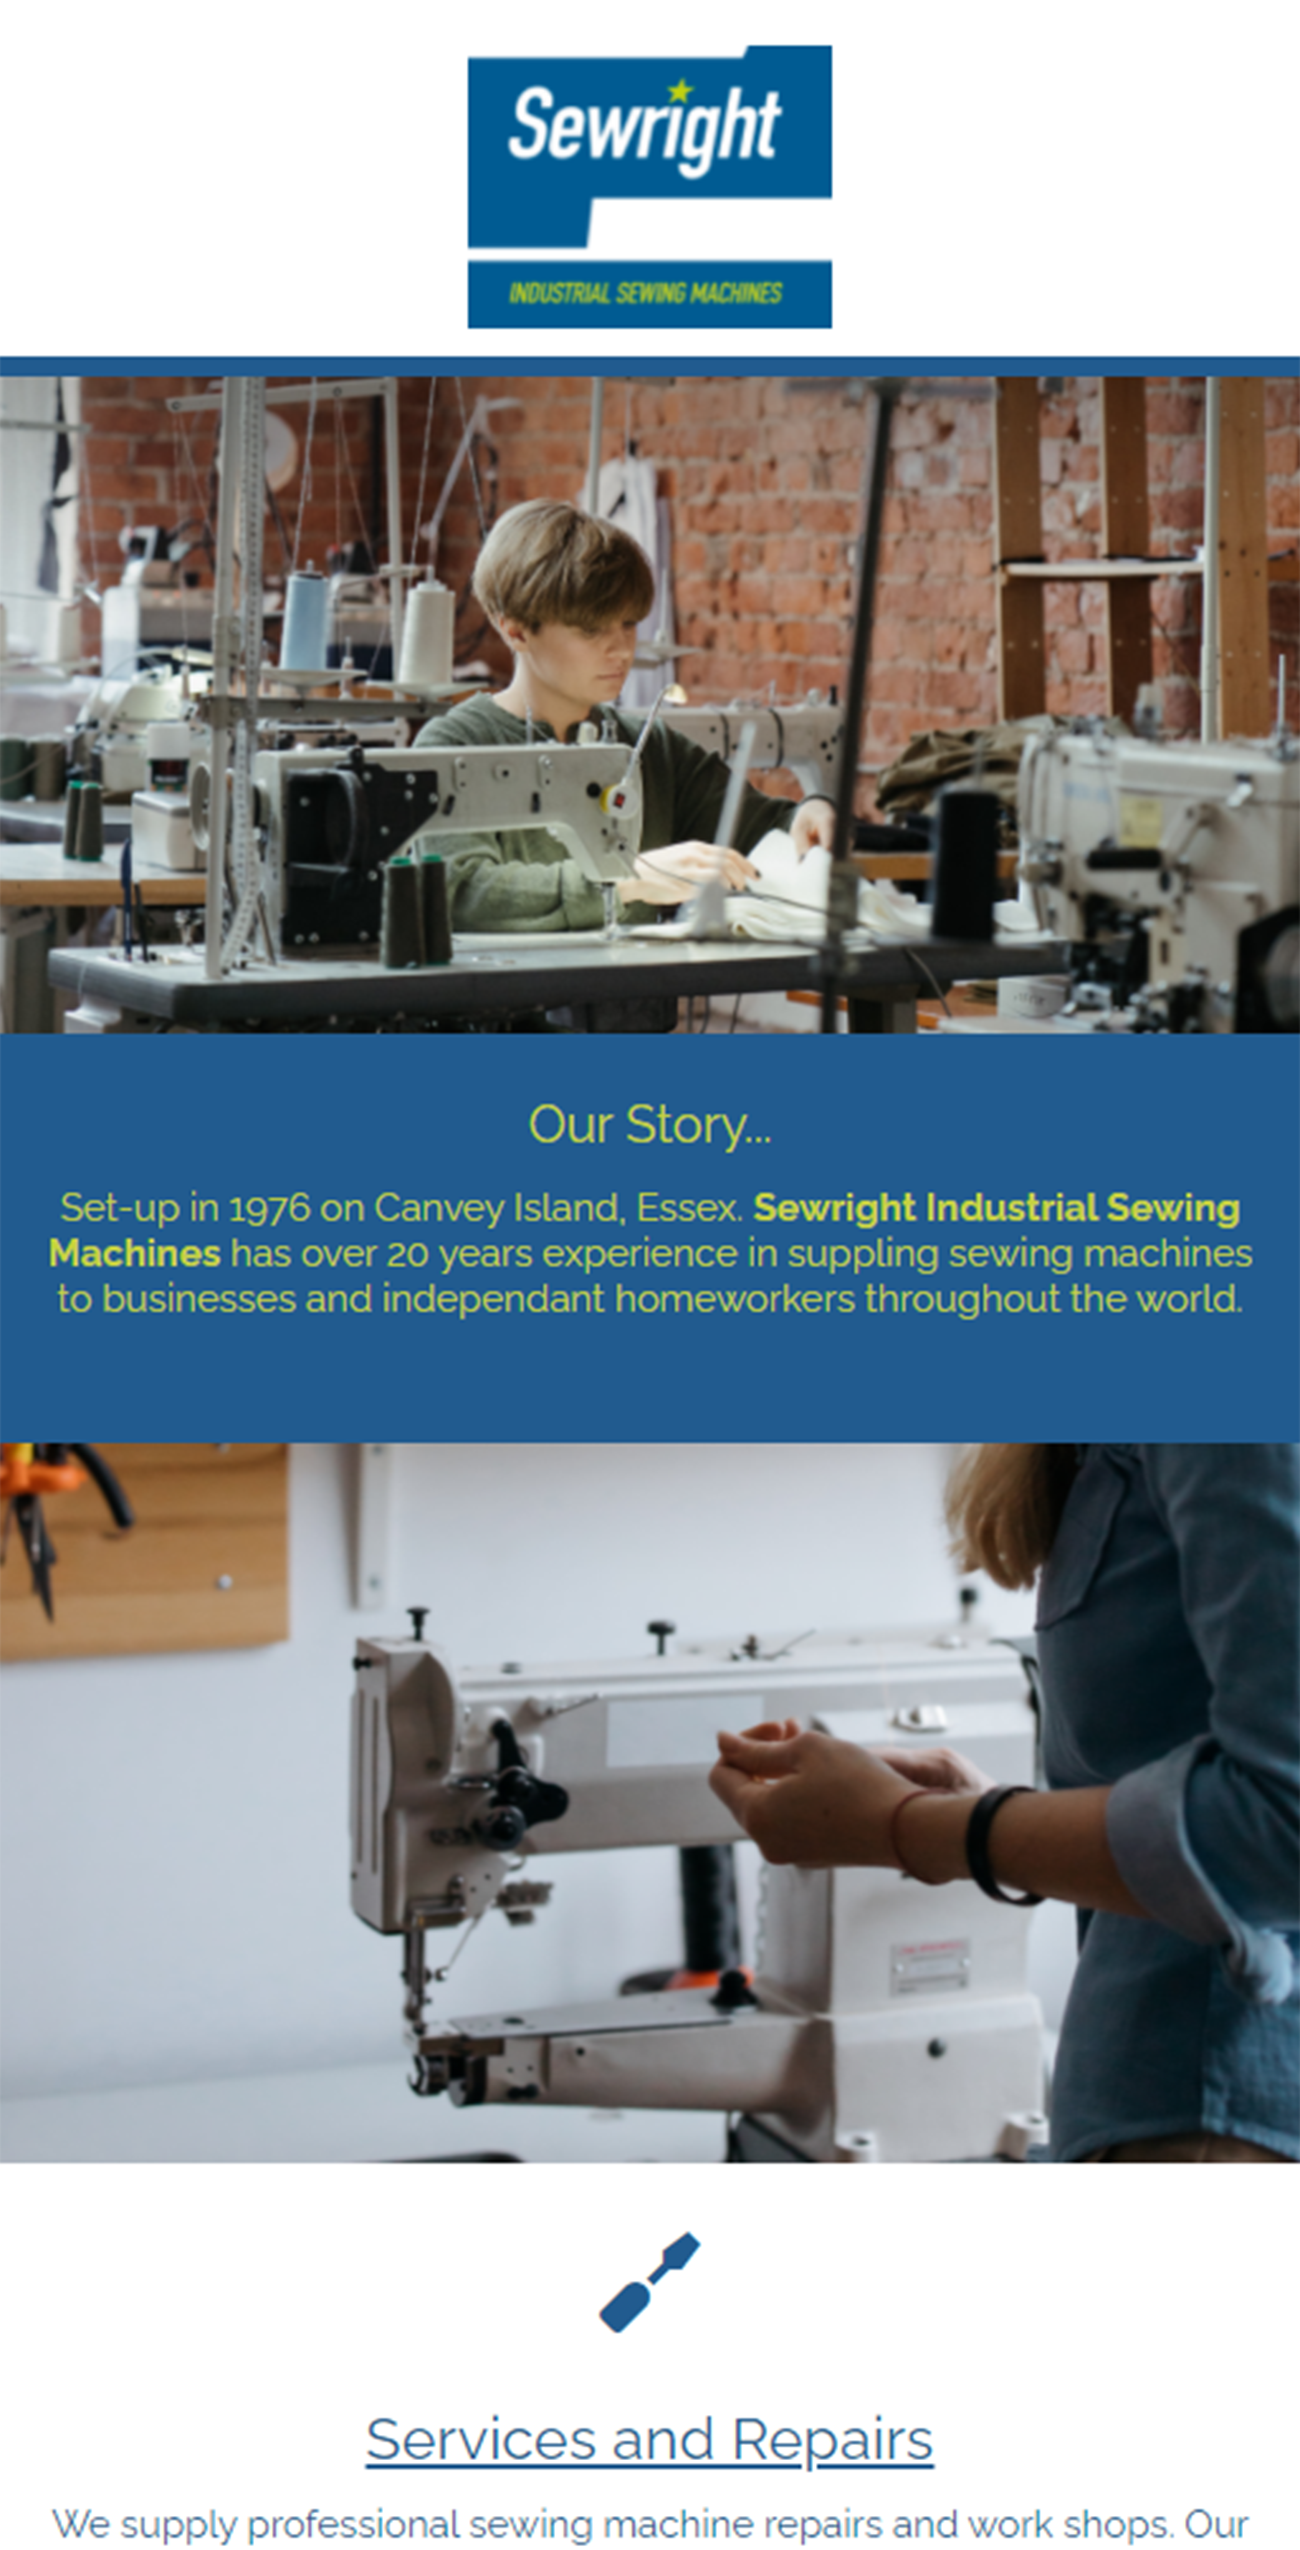 Sewright
INDUSTRIAL SEWING MACHINES
Our Story...
Set-up in 1976 on Canvey Island, Essex. Sewright Industrial Sewing
Machines has over 20 years experience in suppling sewing machines
to businesses and independant homeworkers throughout the world.
Services and Repairs
We supply professional sewing machine repairs and work shops. Our